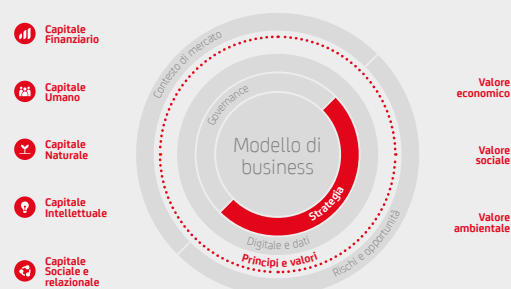 Capitale
Finanziario
Capitale
Umano
Capitale
Naturale
Capitale
Intellettuale
Capitale
Sociale e
relazionale
Contesto di mercato
Governance
Modello di
business
Strategia
Digitale e dati
Principi e valori
Rischi e opportunità
Valore
economico
Valore
sociale
Valore
ambientale